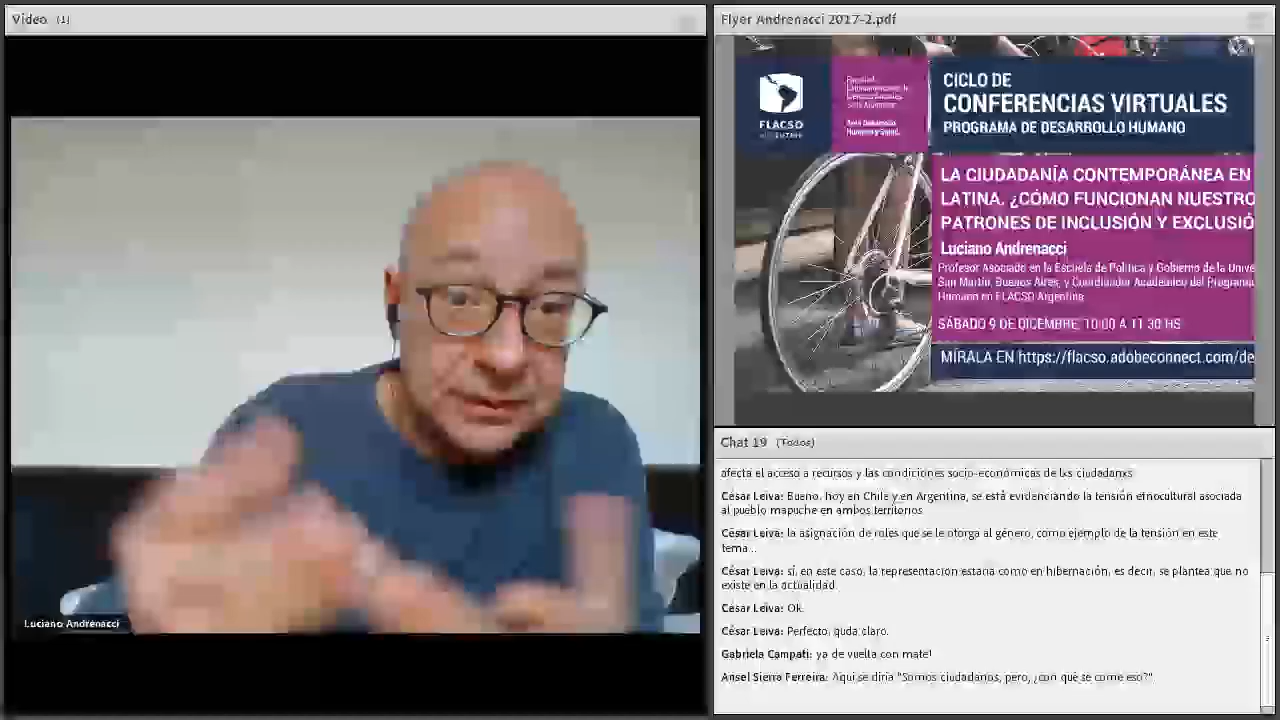 Video (1)
Luciano Andrenacci
Flyer Andrenacci 2017-2.pdf
FLACSO
ARGENTINA
CICLO DE
CONFERENCIAS VIRTUALES
PROGRAMA DE DESARROLLO HUMANO
LA CIUDADANÍA CONTEMPORÁNEA EN
LATINA. ¿CÓMO FUNCIONAN NUESTRO
PATRONES DE INCLUSIÓN Y EXCLUSIÓ
Luciano Andrenacci
Profesor Asociado en la Escuela de Política y Gobierno de la Unive
San Martín, Buenos Aires, y Coordinador Académico del Programa
Humano en FLACSO Argentina
SÁBADO 9 DE DICIEMBRE, 10:00 A 11:30 HS
MÍRALA EN https://flacso.adobeconnect.com/de
Chat 19 (Todos)
afecta el acceso a recursos y las condiciones socio-económicas de lxs ciudadanxs
César Leiva: Bueno, hoy en Chile y en Argentina, se está evidenciando la tensión etnocultural asociada
al pueblo mapuche en ambos territorios
César Leiva: la asignación de roles que se le otorga al género, como ejemplo de la tensión en este
tema...
César Leiva: sí, en este caso, la representación estaría como en hibernación, es decir, se plantea que no
existe en la actualidad
César Leiva: Ok.
César Leiva: Perfecto, quda claro.
Gabriela Campati: ya de vuelta con mate!
Ansel Sierra Ferreira: Aquí se diría "Somos ciudadanos, pero, ¿con qué se come eso?"